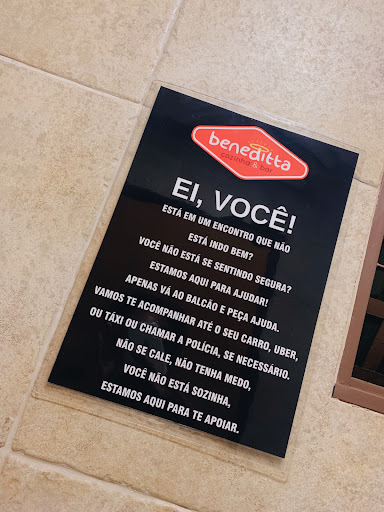 beneditta
cozinha & bar
EI, VOCÊ!
ESTÁ EM UM ENCONTRO QUE NÃO
ESTÁ INDO BEM?
VOCÊ NÃO ESTÁ SE SENTINDO SEGURA?
ESTAMOS AQUI PARA AJUDAR!
APENAS VÁ AO BALCÃO E PEÇA AJUDA.
VAMOS TE ACOMPANHAR ATÉ O SEU CARRO, UBER,
OU TÁXI OU CHAMAR A POLÍCIA, SE NECESSÁRIO.
NÃO SE CALE, NÃO TENHA MEDO,
VOCÊ NÃO ESTÁ SOZINHA,
ESTAMOS AQUI PARA TE APOIAR.